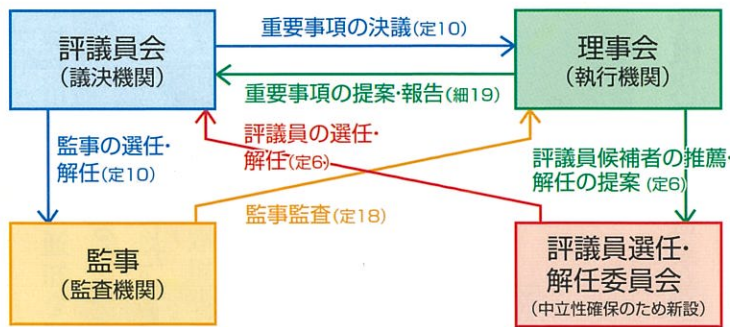 評議員会
(議決機関)
重要事項の決議(定10)
理事会
(執行機関)
重要事項の提案・報告(細19)
監事の選任・
解任(定10)
評議員の選任・
解任(定6)
評議員候補者の推薦・
解任の提案(定6)
監事監査(定18)
監事
(監査機関)
評議員選任・
解任委員会
(中立性確保のため新設)